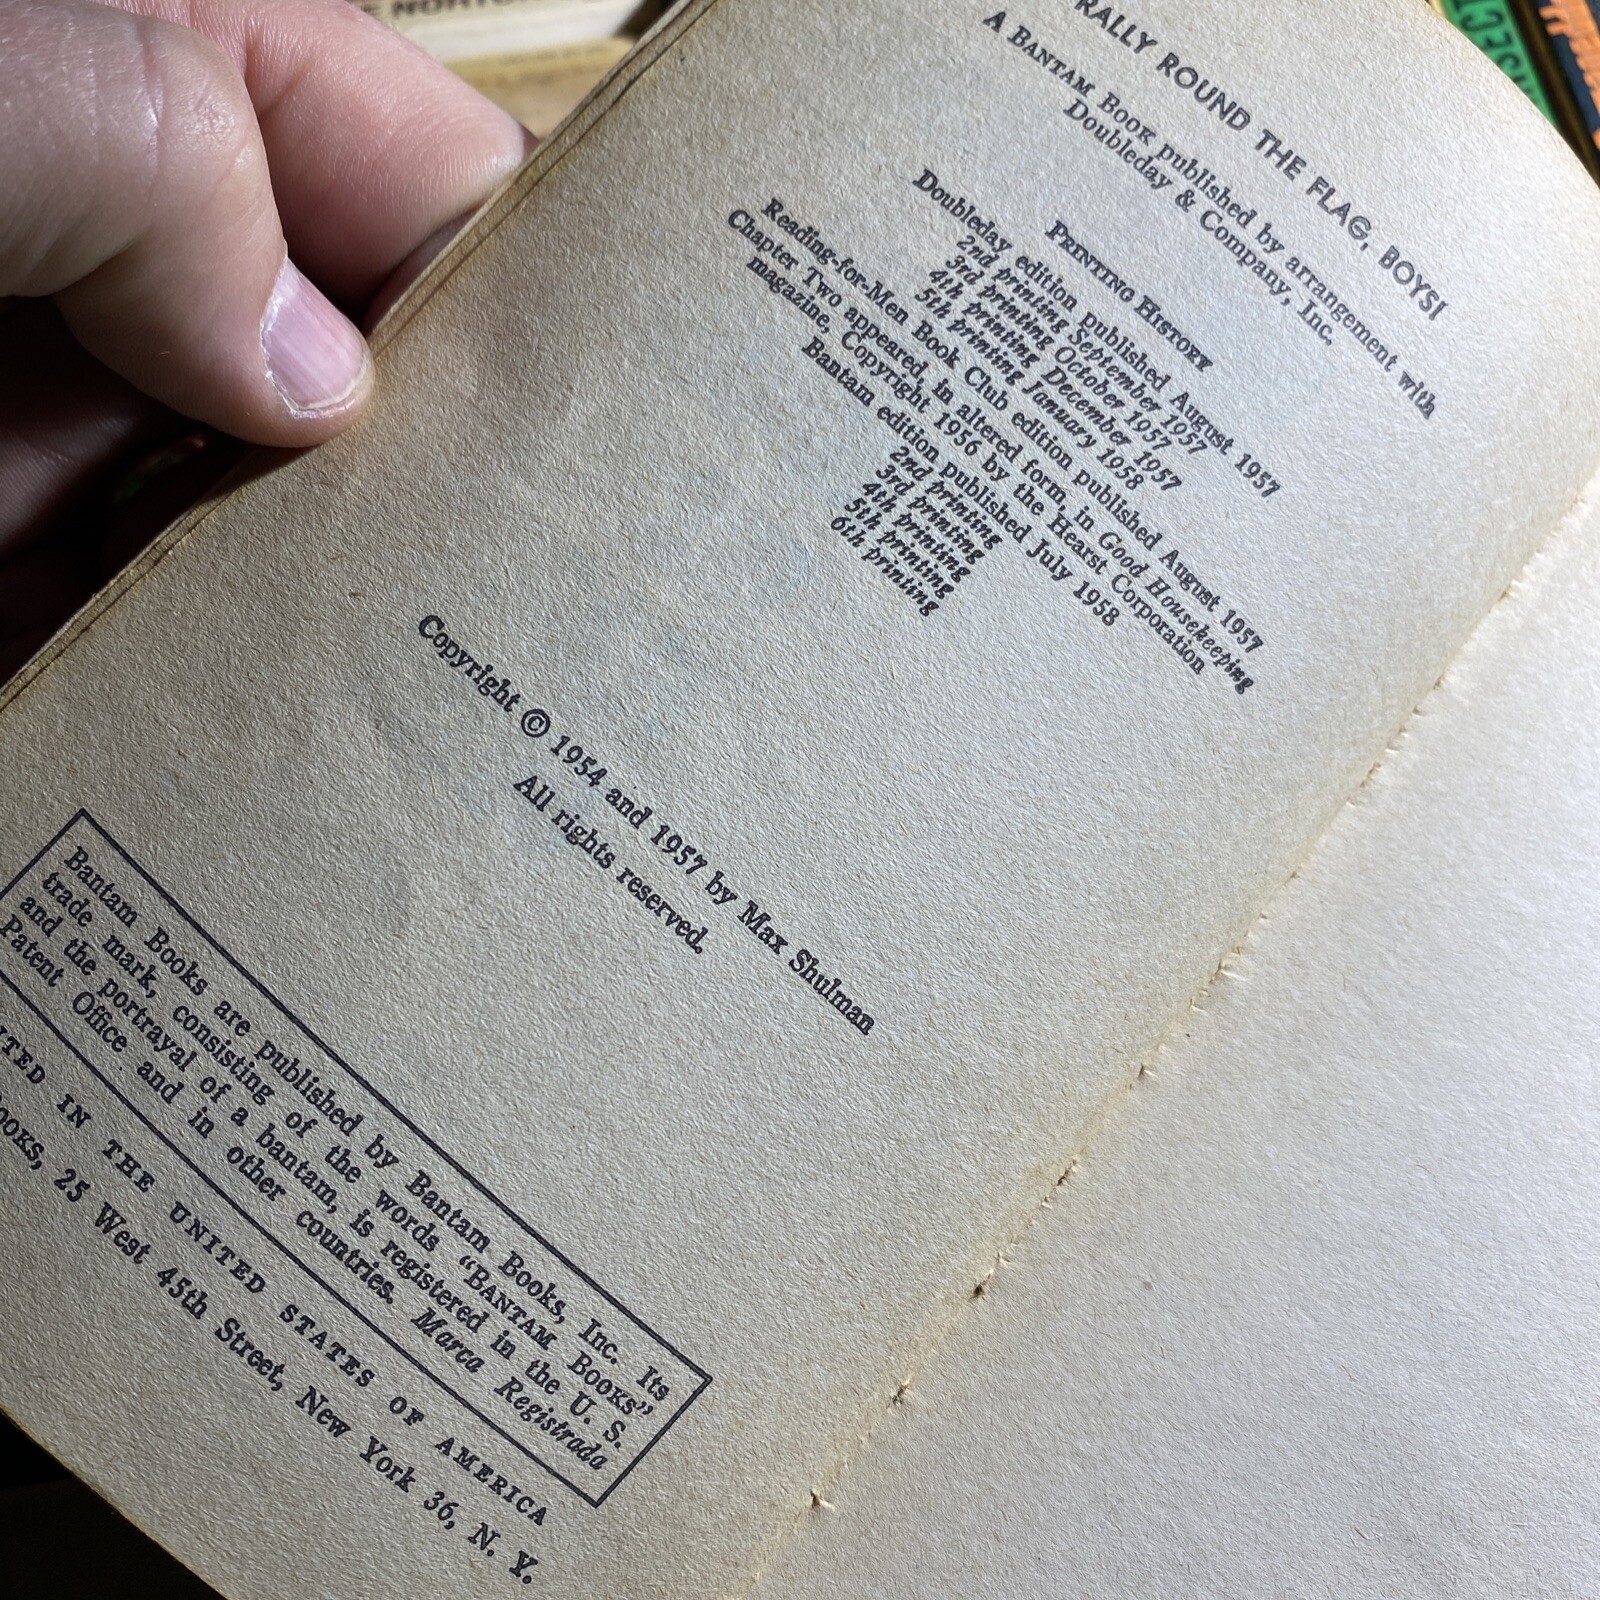 RALLY ROUND THE FLAG, BOYS!
A BANTAM BOOK published by arrangement with
Doubleday & Company, Inc.
PRINTING HISTORY
Doubleday edition published August 1957
2nd printing September 1957
3rd printing October 1957
4th printing December 1957
5th printing January 1958
Reading-for-Men Book Club edition published August 1957
Chapter Two appeared, in altered form, in Good Housekeeping
magazine, Copyright 1956 by the Hearst Corporation
Bantam edition published July 1958
2nd printing
3rd printing
4th printing
5th printing
6th printing
Copyright © 1954 and 1957 by Max Shulman
All rights reserved.
Bantam Books are published by Bantam Books, Inc. Its
trade mark, consisting of the words "BANTAM BOOKS"
and the portrayal of a bantam, is registered in the U. S.
Patent Office and in other countries. Marca Registrada
IN THE UNITED STATES OF AMERICA
25 West 45th Street, New York 36, N. Y.